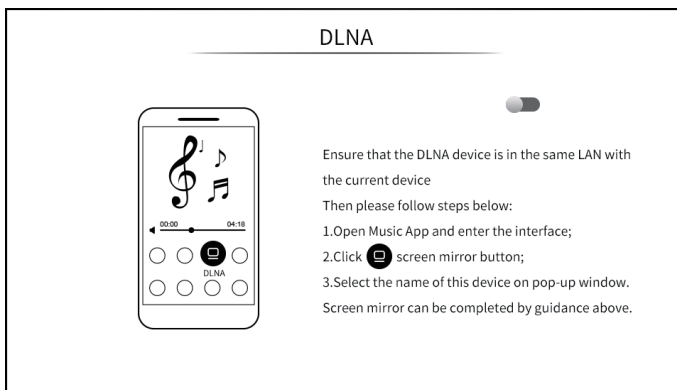 DLNA
Ensure that the DLNA device is in the same LAN with
the current device
Then please follow steps below:
00:00 04:18
1.Open Music App and enter the interface;
2.Click screen mirror button;
DLNA
3.Select the name of this device on pop-up window.
Screen mirror can be completed by guidance above.